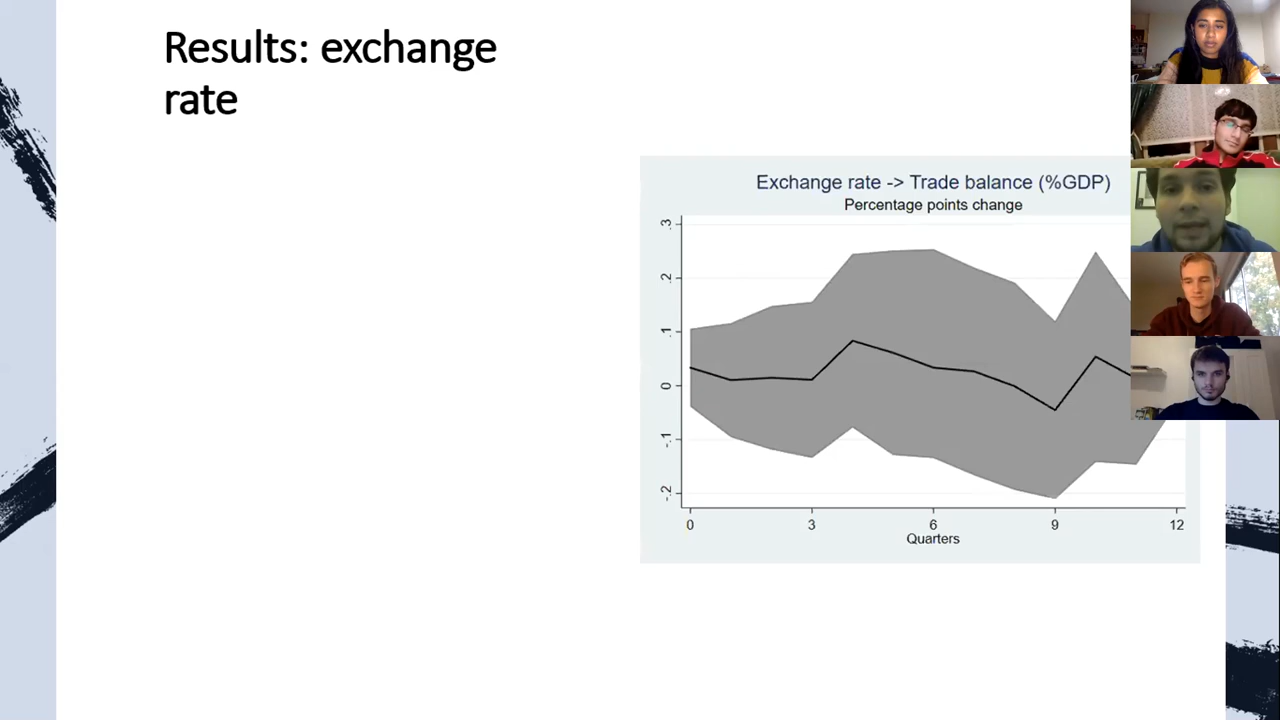 Results: exchange
rate
Exchange rate -> Trade balance (%GDP)
Percentage points change
.3
.2
.1
0
-.1
-.2
0 3 6 9 12
Quarters